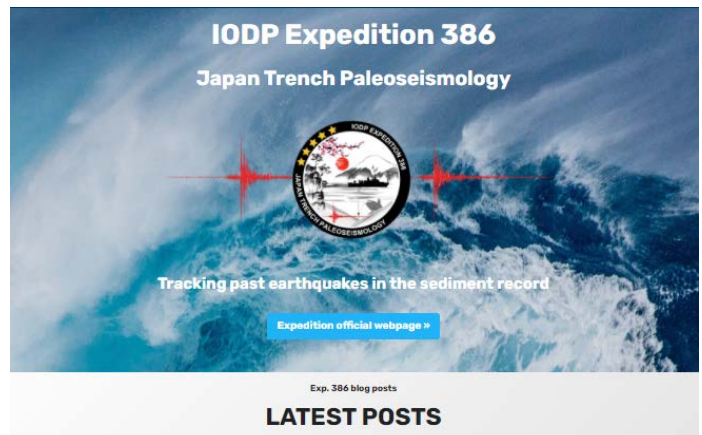 IODP Expedition 386
Japan Trench Paleoseismology
IODP EXPEDITION 386
JAPAN TRENCH PALEOSEISMOLOGY
Tracking past earthquakes in the sediment record
Expedition official webpage »
Exp. 386 blog posts
LATEST POSTS